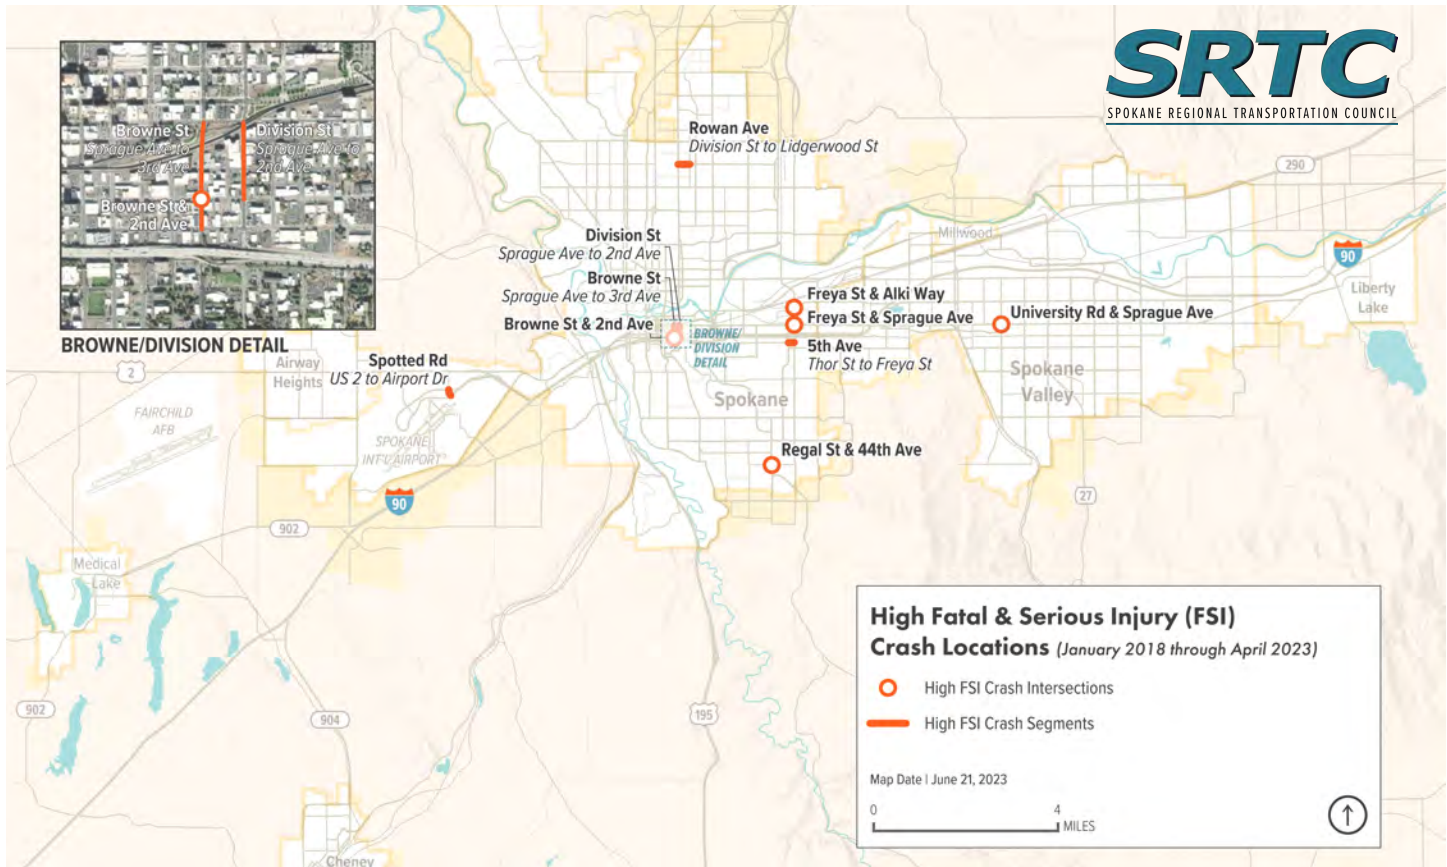 SRTC
SPOKANE REGIONAL TRANSPORTATION COUNCIL
Browne St
Sprague Ave to
3rd Ave
Division St
Sprague Ave to
2nd Ave
Browne St &
2nd Ave
BROWNE/DIVISION DETAIL
Rowan Ave
Division St to Lidgerwood St
290
Millwood
Division St
Sprague Ave to 2nd Ave
Browne St
Sprague Ave to 3rd Ave
Browne St & 2nd Ave
BROWNE/
DIVISION
DETAIL
Freya St & Alki Way
Freya St & Sprague Ave
University Rd & Sprague Ave
5th Ave
Thor St to Freya St
90
Liberty
Lake
2
Airway
Heights
Spotted Rd
US 2 to Airport Dr
Spokane
Spokane
Valley
FAIRCHILD
AFB
SPOKANE
INT'L AIRPORT
Regal St & 44th Ave
90
27
902
Medical
Lake
902
904
195
Cheney
High Fatal & Serious Injury (FSI)
Crash Locations (January 2018 through April 2023)
High FSI Crash Intersections
High FSI Crash Segments
Map Date | June 21, 2023
0 4
MILES